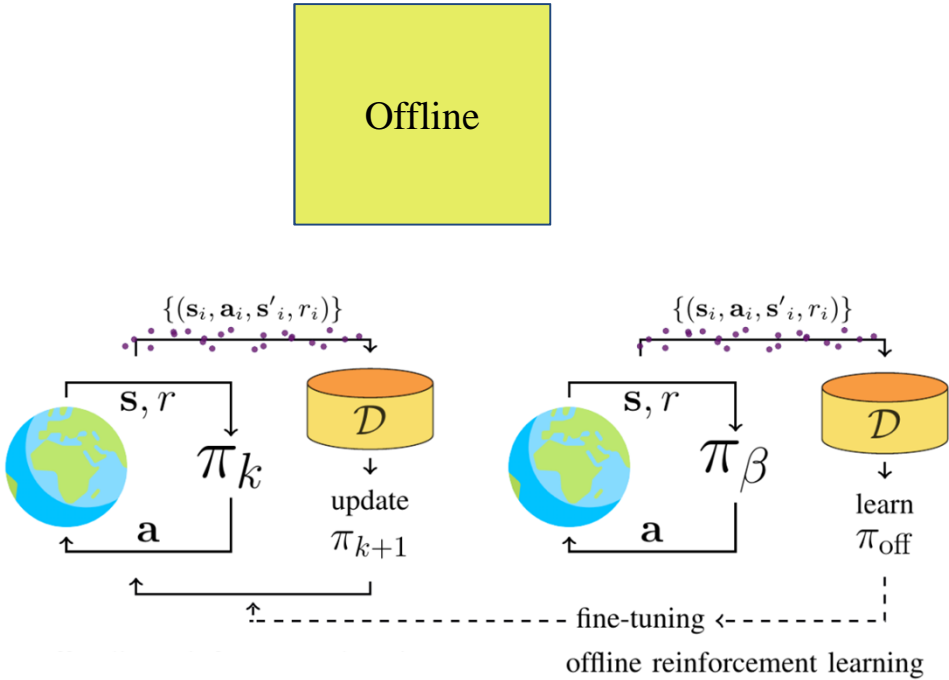 Offline
{(s_i, a_i, s'_i, r_i)}
{(s_i, a_i, s'_i, r_i)}
s, r
𝒟
s, r
𝒟
π_k
π_β
update
learn
a
π_{k+1}
a
π_off
fine-tuning
offline reinforcement learning